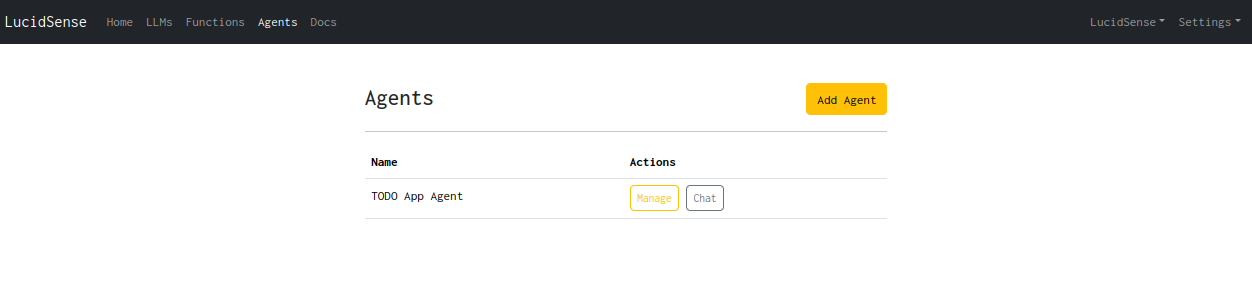 LucidSense Home LLMs Functions Agents Docs LucidSense Settings
Agents Add Agent
Name Actions
TODO App Agent Manage Chat